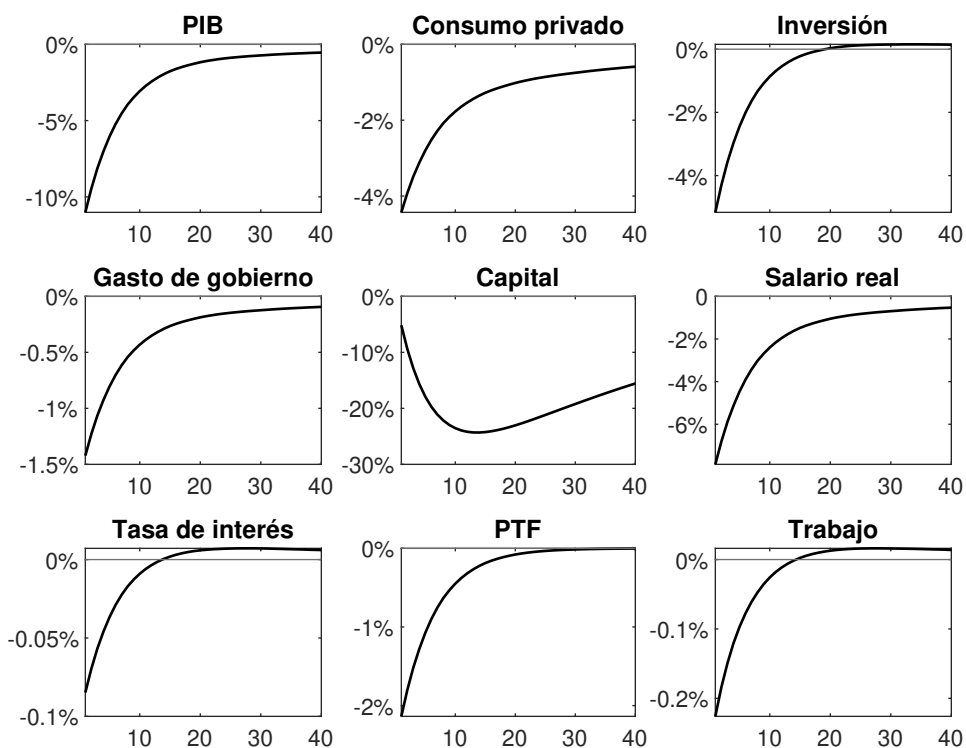 PIB
0%
-5%
-10%
10 20 30 40
Consumo privado
0%
-2%
-4%
10 20 30 40
Inversión
0%
-2%
-4%
10 20 30 40
Gasto de gobierno
0%
-0.5%
-1%
-1.5%
10 20 30 40
Capital
0%
-10%
-20%
-30%
10 20 30 40
Salario real
0
-2%
-4%
-6%
10 20 30 40
Tasa de interés
0%
-0.05%
-0.1%
10 20 30 40
PTF
0%
-1%
-2%
10 20 30 40
Trabajo
0%
-0.1%
-0.2%
10 20 30 40